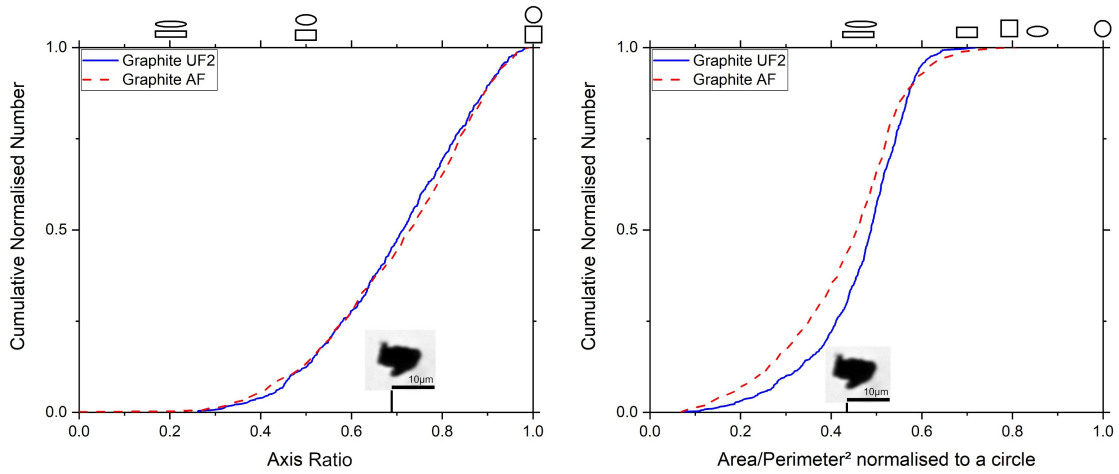 Graphite UF2
Graphite AF
1.0
0.5
0.0
Cumulative Normalised Number
10μm
0.0
0.2
0.4
0.6
0.8
1.0
Axis Ratio
Graphite UF2
Graphite AF
1.0
0.5
0.0
Cumulative Normalised Number
10μm
0.0
0.2
0.4
0.6
0.8
1.0
Area/Perimeter² normalised to a circle